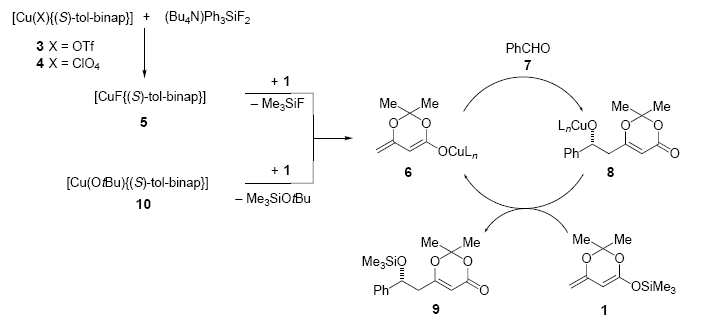 [Cu(X){(S)-tol-binap}] + (Bu4N)Ph3SiF2
3 X = OTf
4 X = ClO4
[CuF{(S)-tol-binap}]
5
+ 1
– Me3SiF
[Cu(OtBu){(S)-tol-binap}]
10
+ 1
– Me3SiOtBu
Me Me
O O
OCuLn
6
PhCHO
7
Me Me
LnCuO O O
Ph O
8
Me Me
Me3SiO O O
Ph O
9
Me Me
O O
OSiMe3
1